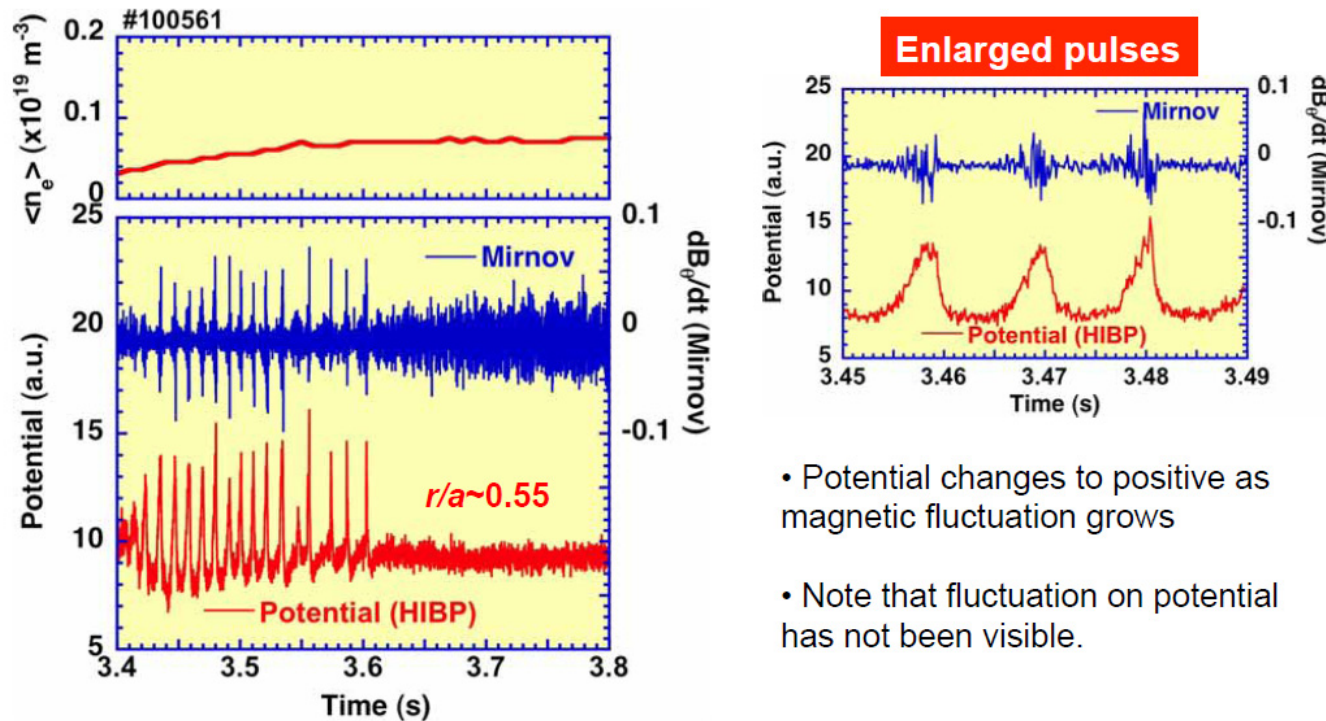 #100561
<n_e> (x10^19 m^-3)
0.2
0.1
0
25
20
15
10
5
Potential (a.u.)
0.1
0
-0.1
dB_θ/dt (Mirnov)
Mirnov
r/a~0.55
Potential (HIBP)
3.4 3.5 3.6 3.7 3.8
Time (s)
Enlarged pulses
25
20
15
10
5
Potential (a.u.)
0.1
0
-0.1
dB_θ/dt (Mirnov)
Mirnov
Potential (HIBP)
3.45 3.46 3.47 3.48 3.49
Time (s)
• Potential changes to positive as
magnetic fluctuation grows
• Note that fluctuation on potential
has not been visible.